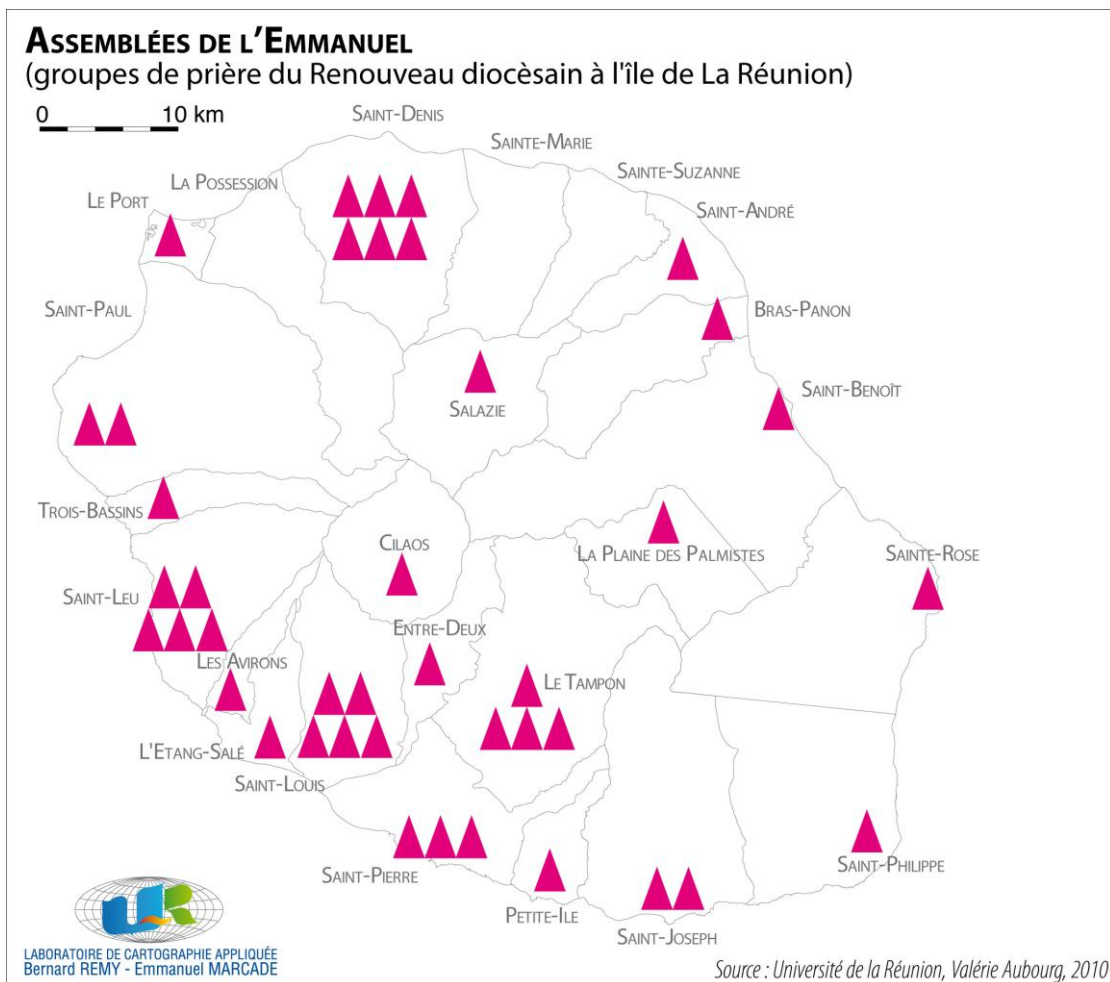 ASSEMBLÉES DE L'EMMANUEL
(groupes de prière du Renouveau diocèsain à l'île de La Réunion)
0 10 km
SAINT-DENIS
SAINTE-MARIE
SAINTE-SUZANNE
LA POSSESSION
LE PORT
SAINT-ANDRÉ
SAINT-PAUL
BRAS-PANON
SAINT-BENOÎT
SALAZIE
TROIS-BASSINS
CILAOS
LA PLAINE DES PALMISTES
SAINTE-ROSE
SAINT-LEU
ENTRE-DEUX
LES AVIRONS
LE TAMPON
L'ETANG-SALÉ
SAINT-LOUIS
SAINT-PIERRE
SAINT-PHILIPPE
PETITE-ILE
SAINT-JOSEPH
UR
LABORATOIRE DE CARTOGRAPHIE APPLIQUÉE
Bernard REMY - Emmanuel MARCADE
Source : Université de la Réunion, Valérie Aubourg, 2010